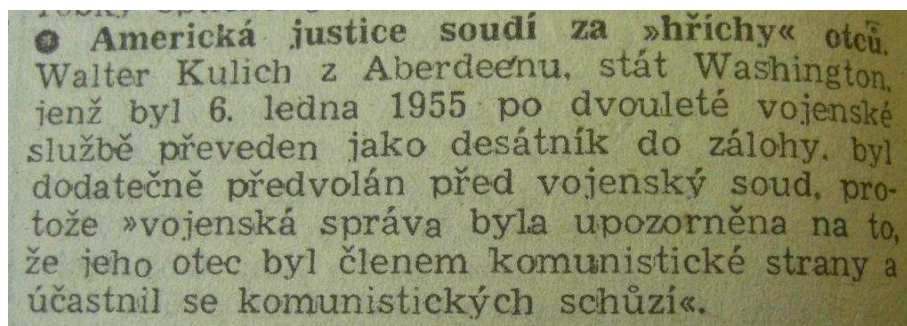 ● Americká justice soudí za »hříchy« otců.
Walter Kulich z Aberdeenu, stát Washington,
jenž byl 6. ledna 1955 po dvouleté vojenské
službě převeden jako desátník do zálohy, byl
dodatečně předvolán před vojenský soud, pro-
tože »vojenská správa byla upozorněna na to,
že jeho otec byl členem komunistické strany a
účastnil se komunistických schůzí«.